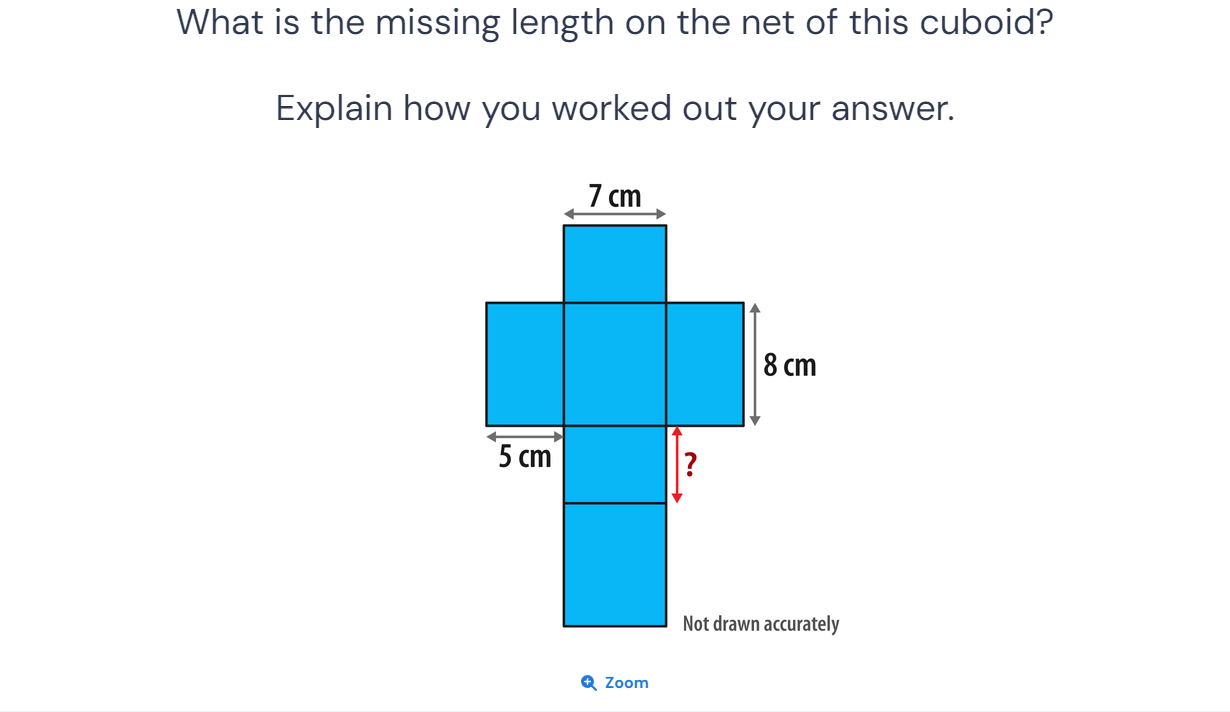 What is the missing length on the net of this cuboid?
Explain how you worked out your answer.
7 cm
8 cm
5 cm
?
Not drawn accurately
Zoom